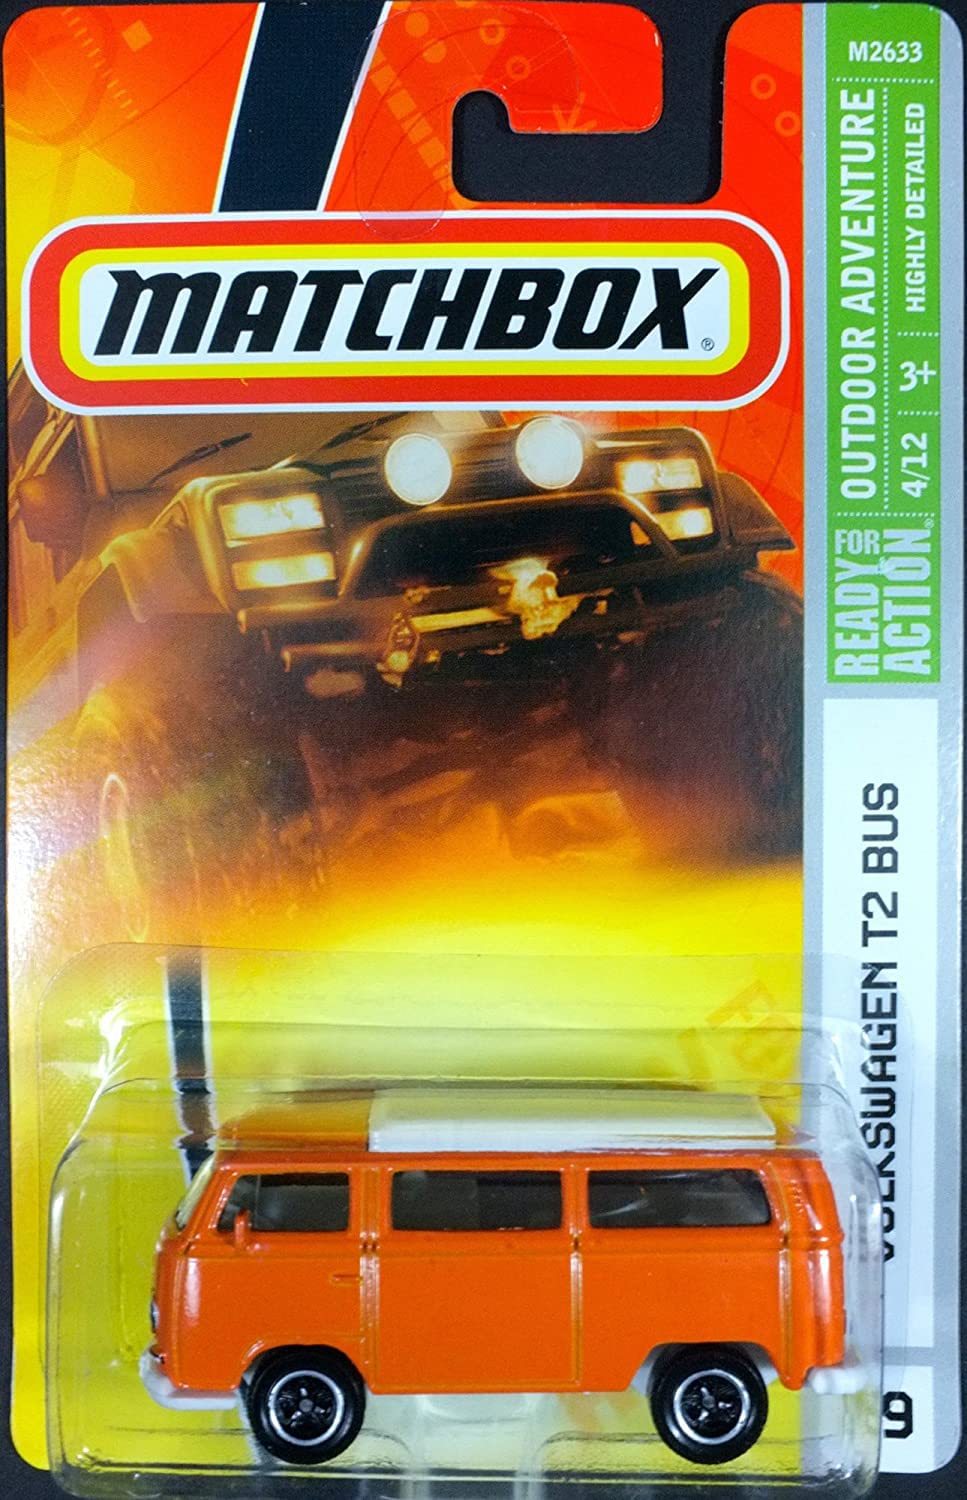 MATCHBOX®
M2633
OUTDOOR ADVENTURE
HIGHLY DETAILED
3+
4/12
READY FOR ACTION®
VOLKSWAGEN T2 BUS